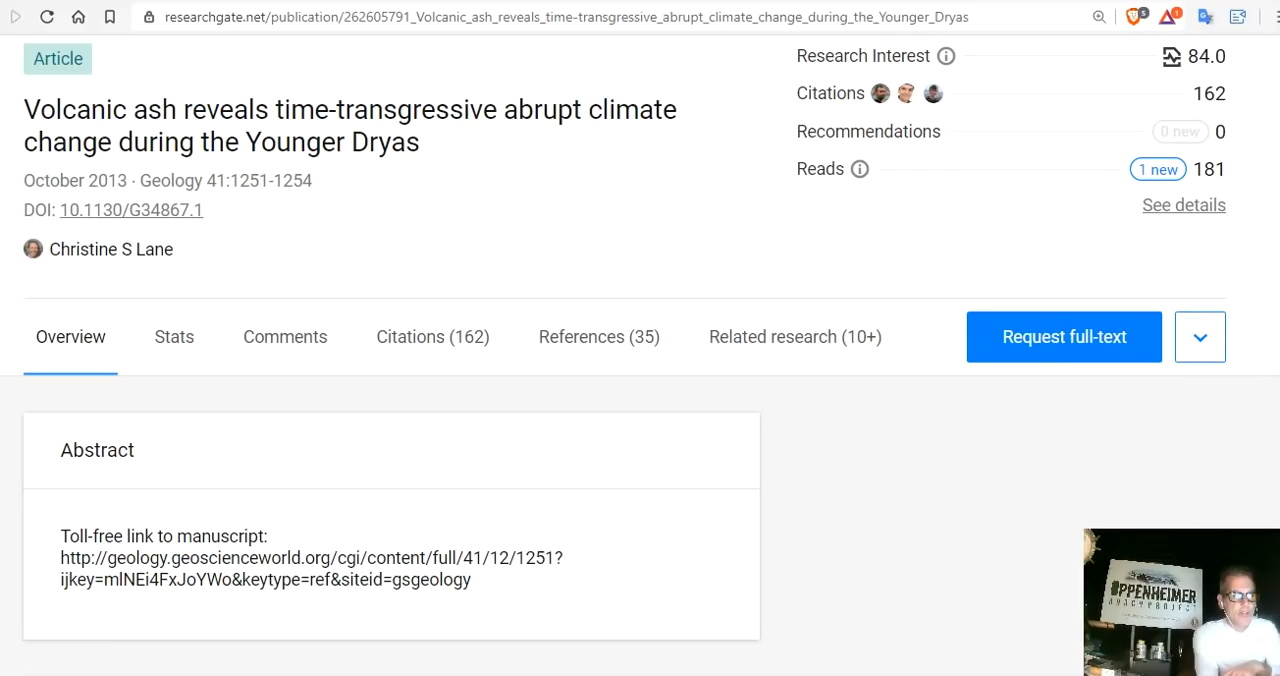 researchgate.net/publication/262605791_Volcanic_ash_reveals_time-transgressive_abrupt_climate_change_during_the_Younger_Dryas
5
1
Article
Volcanic ash reveals time-transgressive abrupt climate
change during the Younger Dryas
October 2013 · Geology 41:1251-1254
DOI: 10.1130/G34867.1
Christine S Lane
Research Interest 84.0
Citations 162
Recommendations 0 new 0
Reads 1 new 181
See details
Overview Stats Comments Citations (162) References (35) Related research (10+) Request full-text
Abstract
Toll-free link to manuscript:
http://geology.geoscienceworld.org/cgi/content/full/41/12/1251?
ijkey=mlNEi4FxJoYWo&keytype=ref&siteid=gsgeology
OPPENHEIMER